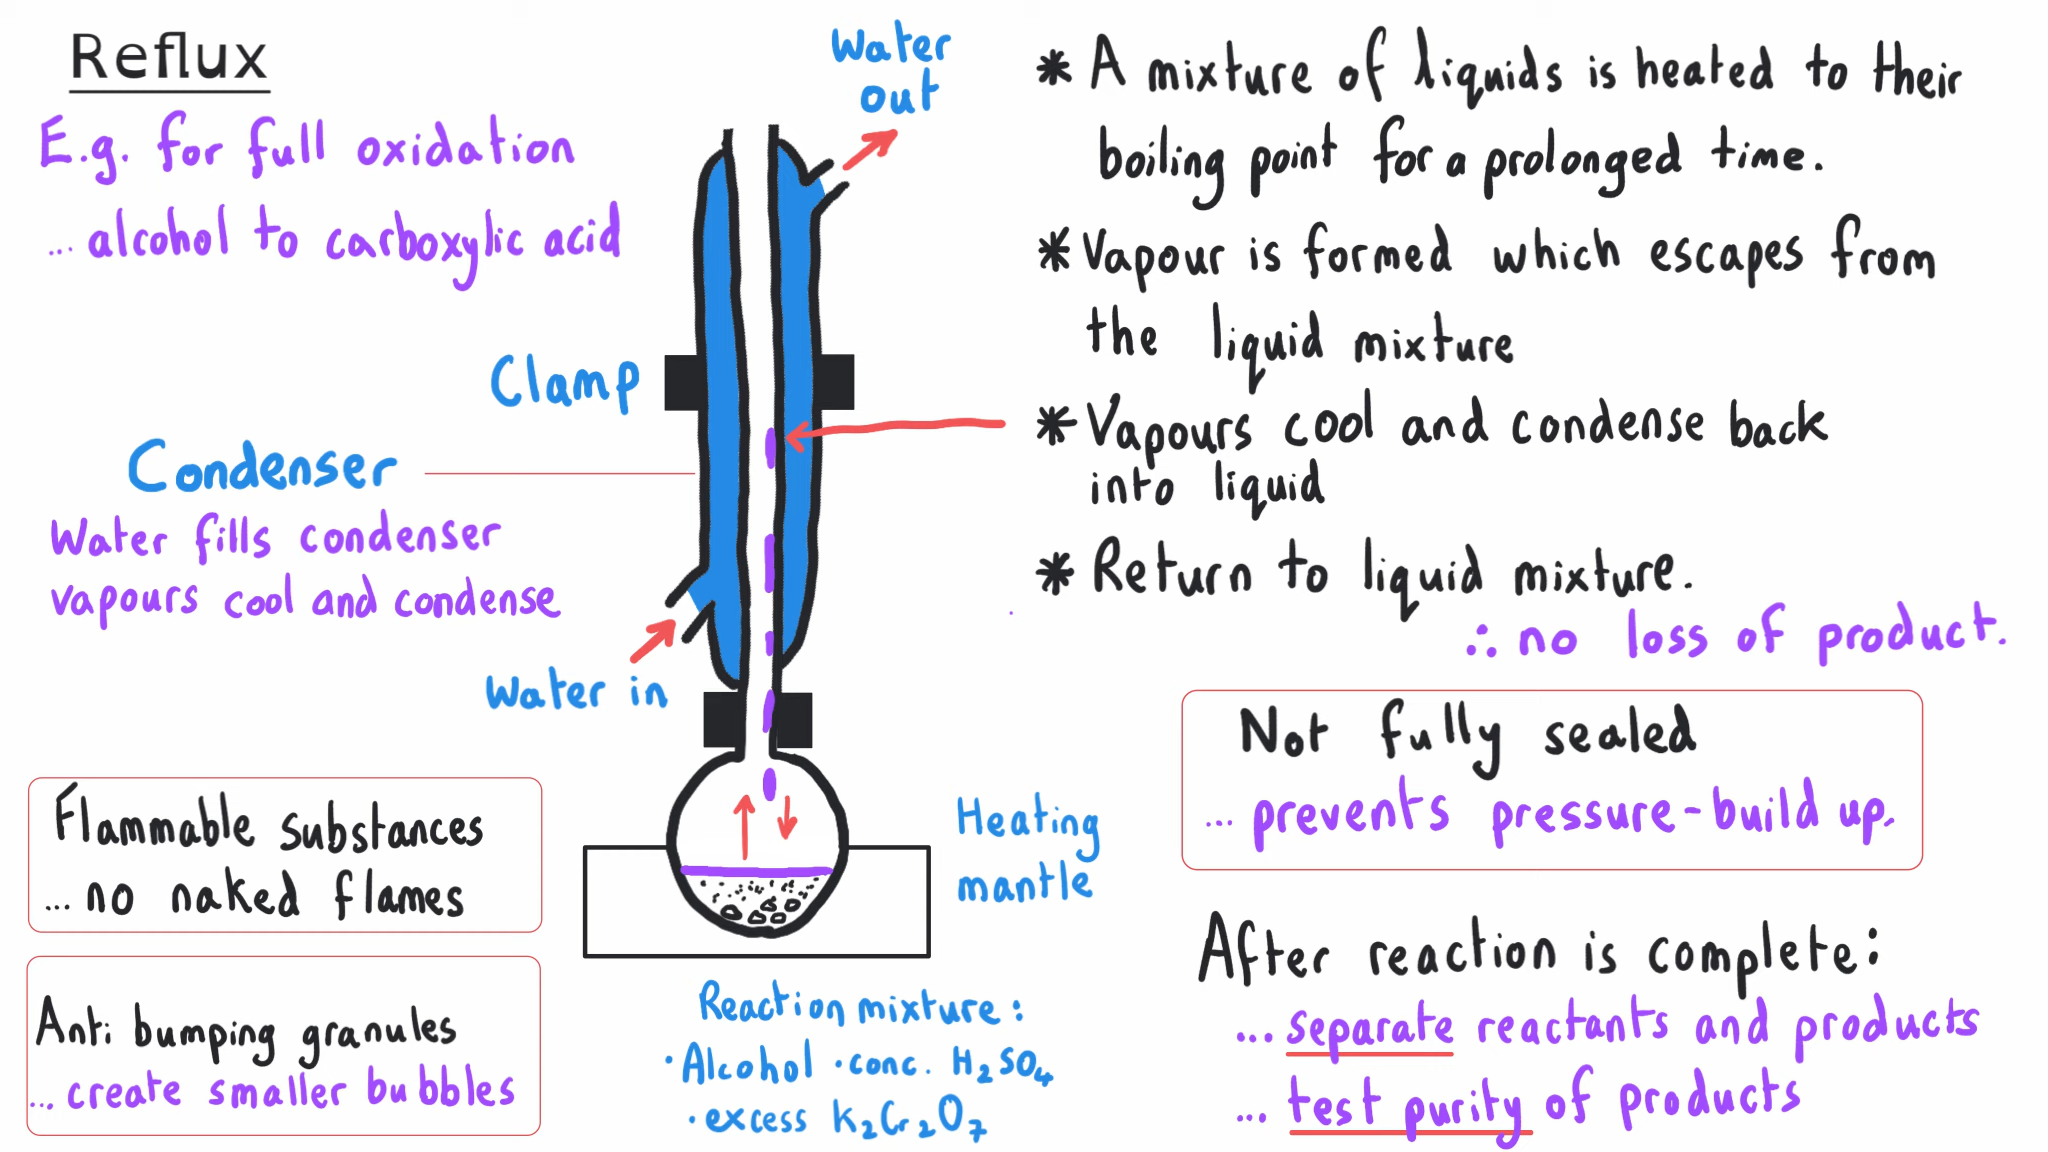 Reflux
E.g. for full oxidation
... alcohol to carboxylic acid
Water
out
Clamp
Condenser
Water fills condenser
vapours cool and condense
Water in
Flammable substances
... no naked flames
Anti bumping granules
... create smaller bubbles
Heating
mantle
Reaction mixture:
· Alcohol · conc. H₂SO₄
· excess K₂Cr₂O₇
* A mixture of liquids is heated to their
boiling point for a prolonged time.
* Vapour is formed which escapes from
the liquid mixture
* Vapours cool and condense back
into liquid
* Return to liquid mixture.
∴ no loss of product.
Not fully sealed
... prevents pressure-build up.
After reaction is complete:
... separate reactants and products
... test purity of products